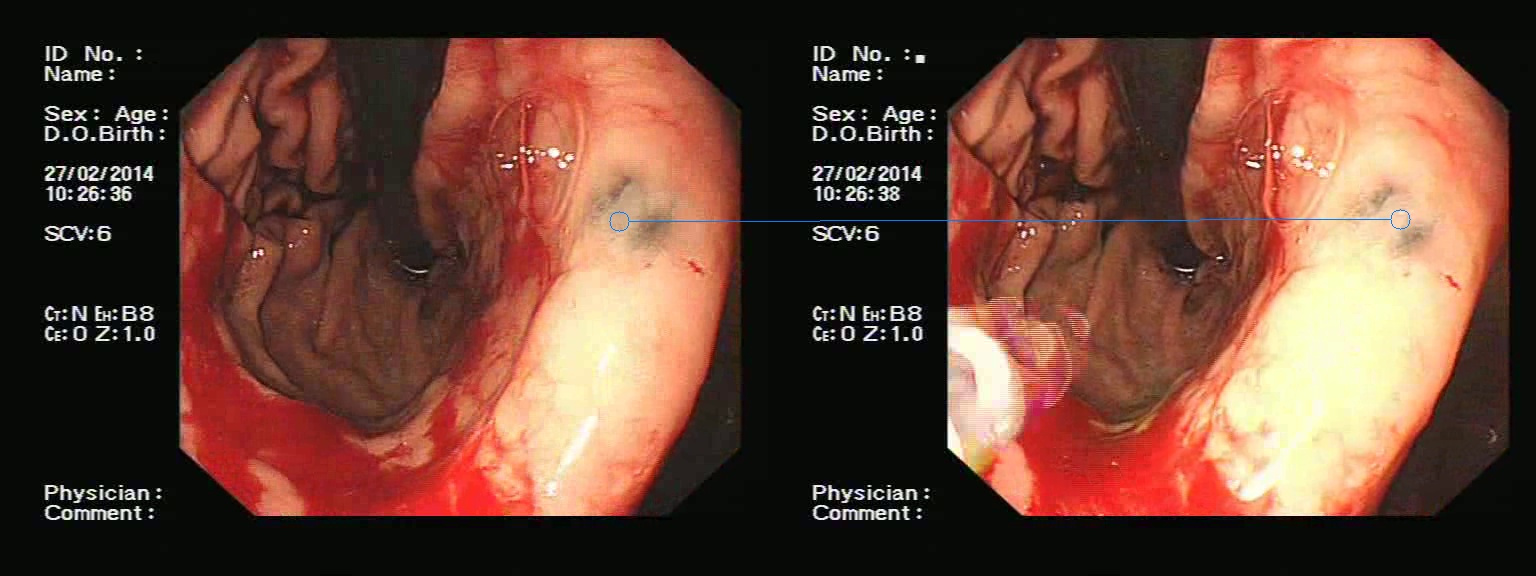 ID No. :
Name:
Sex: Age:
D.O.Birth:
27/02/2014
10:26:36
SCV:6
CT:N EH:B8
CE:0 Z:1.0
Physician:
Comment:
ID No. :
Name:
Sex: Age:
D.O.Birth:
27/02/2014
10:26:38
SCV:6
CT:N EH:B8
CE:0 Z:1.0
Physician:
Comment: